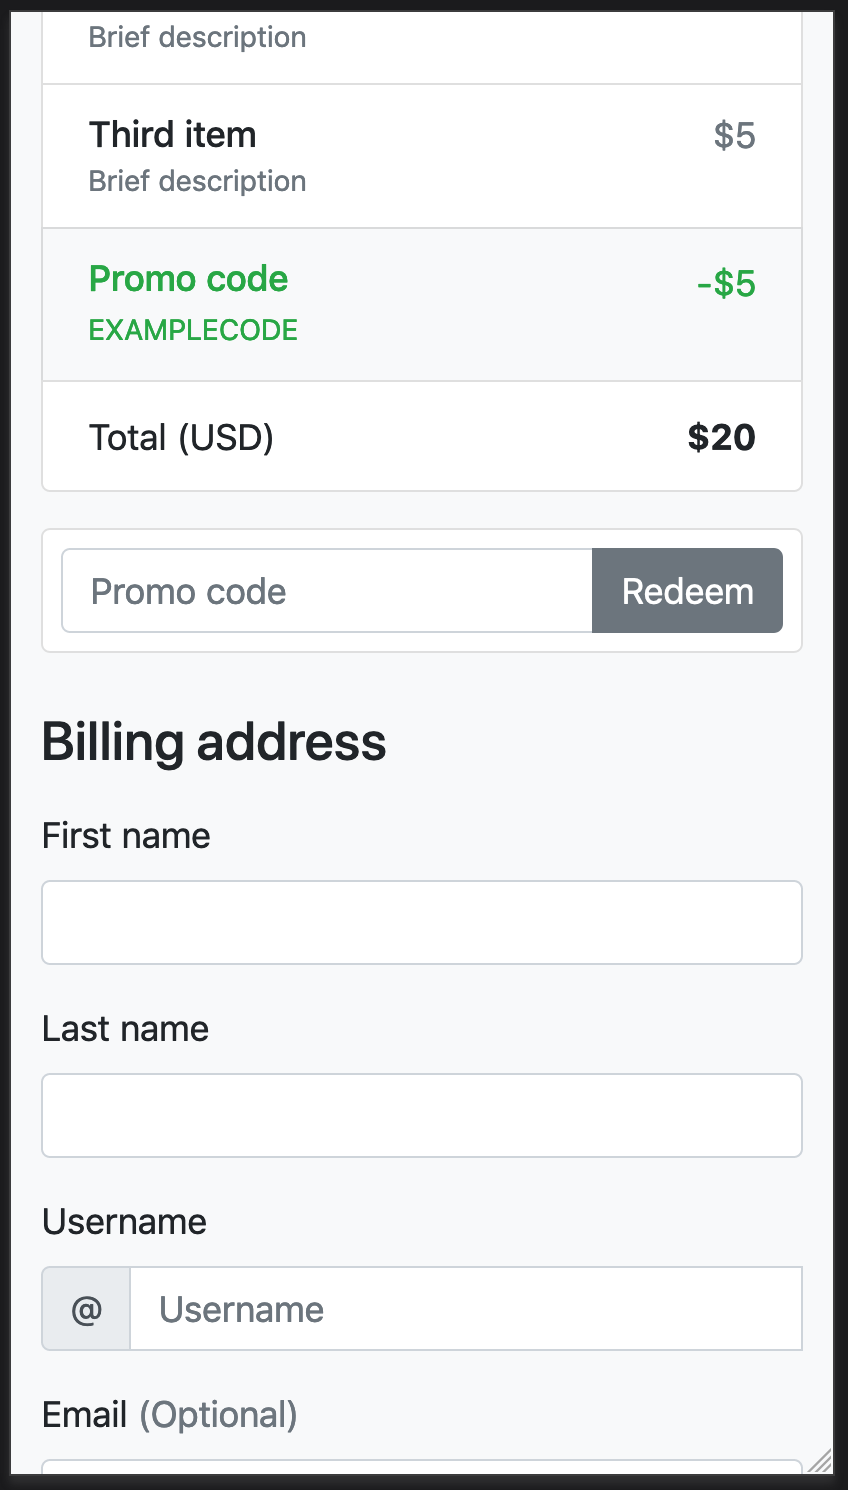 Brief description
Third item $5
Brief description
Promo code -$5
EXAMPLECODE
Total (USD) $20
Promo code Redeem
Billing address
First name
Last name
Username
@ Username
Email (Optional)